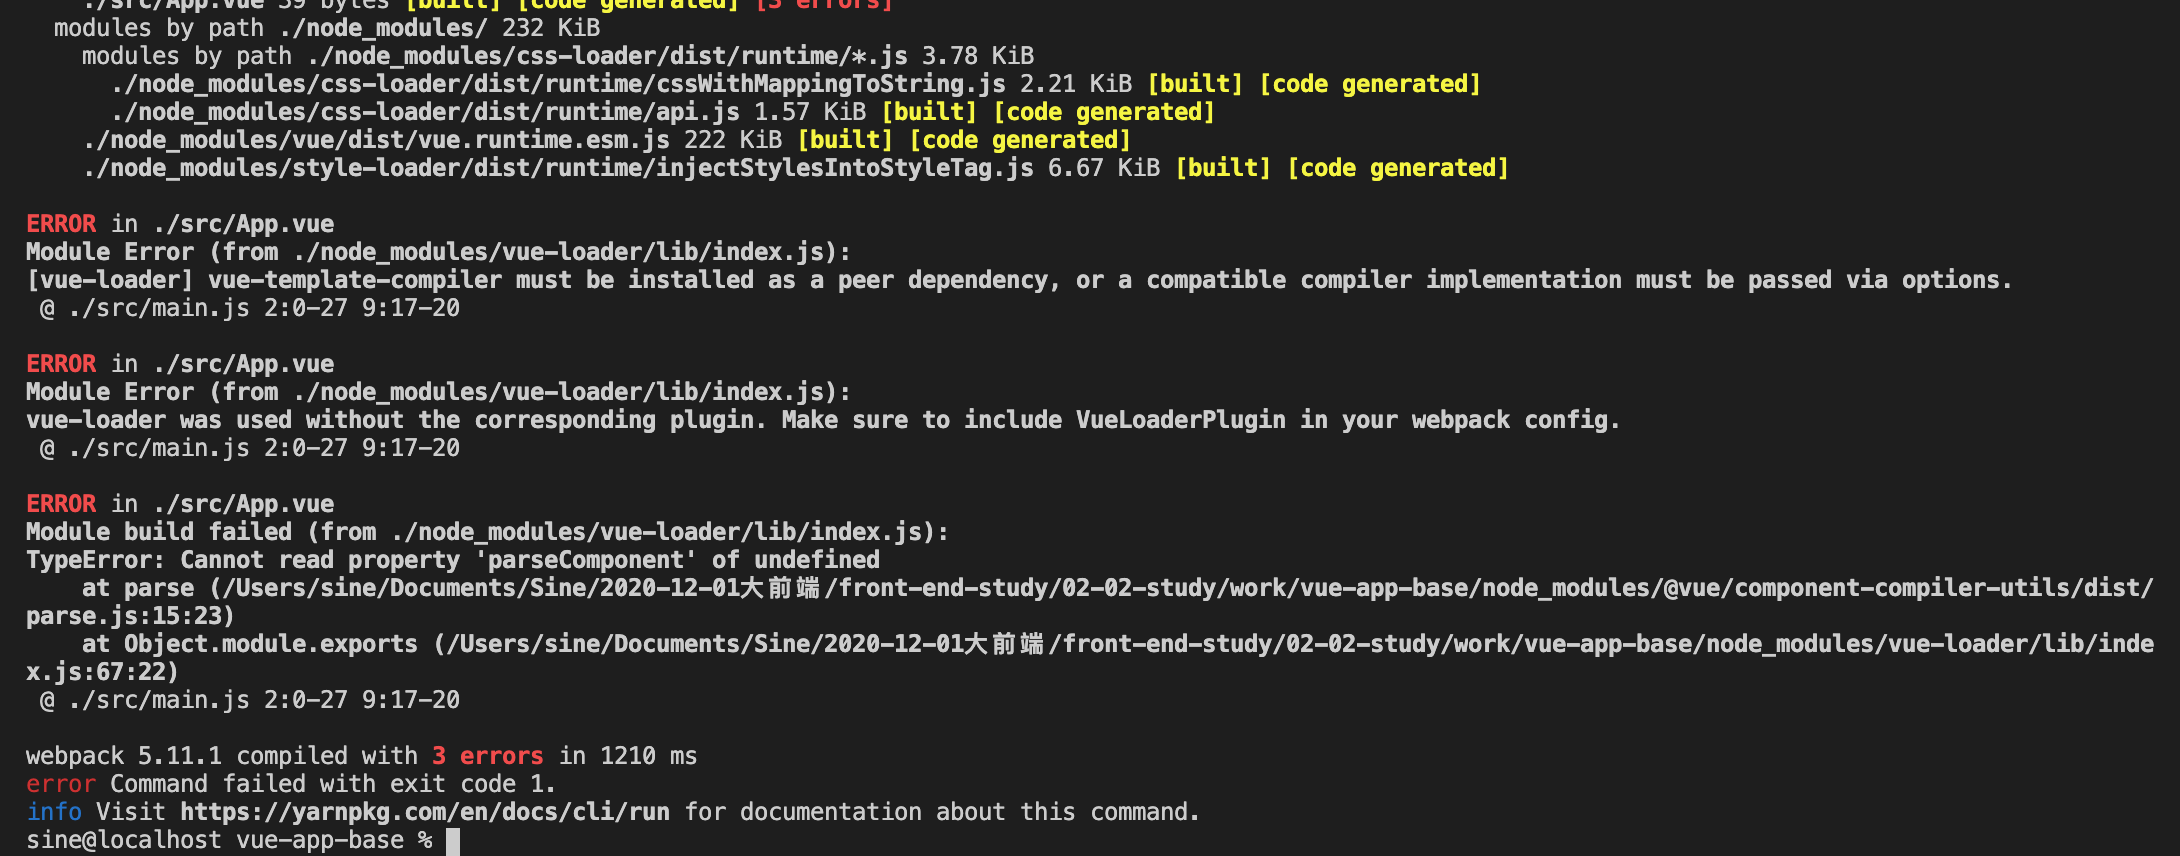 ./src/App.vue 39 bytes [built] [code generated] [3 errors]
modules by path ./node_modules/ 232 KiB
modules by path ./node_modules/css-loader/dist/runtime/*.js 3.78 KiB
./node_modules/css-loader/dist/runtime/cssWithMappingToString.js 2.21 KiB [built] [code generated]
./node_modules/css-loader/dist/runtime/api.js 1.57 KiB [built] [code generated]
./node_modules/vue/dist/vue.runtime.esm.js 222 KiB [built] [code generated]
./node_modules/style-loader/dist/runtime/injectStylesIntoStyleTag.js 6.67 KiB [built] [code generated]
ERROR in ./src/App.vue
Module Error (from ./node_modules/vue-loader/lib/index.js):
[vue-loader] vue-template-compiler must be installed as a peer dependency, or a compatible compiler implementation must be passed via options.
@ ./src/main.js 2:0-27 9:17-20
ERROR in ./src/App.vue
Module Error (from ./node_modules/vue-loader/lib/index.js):
vue-loader was used without the corresponding plugin. Make sure to include VueLoaderPlugin in your webpack config.
@ ./src/main.js 2:0-27 9:17-20
ERROR in ./src/App.vue
Module build failed (from ./node_modules/vue-loader/lib/index.js):
TypeError: Cannot read property 'parseComponent' of undefined
at parse (/Users/sine/Documents/Sine/2020-12-01大前端/front-end-study/02-02-study/work/vue-app-base/node_modules/@vue/component-compiler-utils/dist/
parse.js:15:23)
at Object.module.exports (/Users/sine/Documents/Sine/2020-12-01大前端/front-end-study/02-02-study/work/vue-app-base/node_modules/vue-loader/lib/inde
x.js:67:22)
@ ./src/main.js 2:0-27 9:17-20
webpack 5.11.1 compiled with 3 errors in 1210 ms
error Command failed with exit code 1.
info Visit https://yarnpkg.com/en/docs/cli/run for documentation about this command.
sine@localhost vue-app-base %